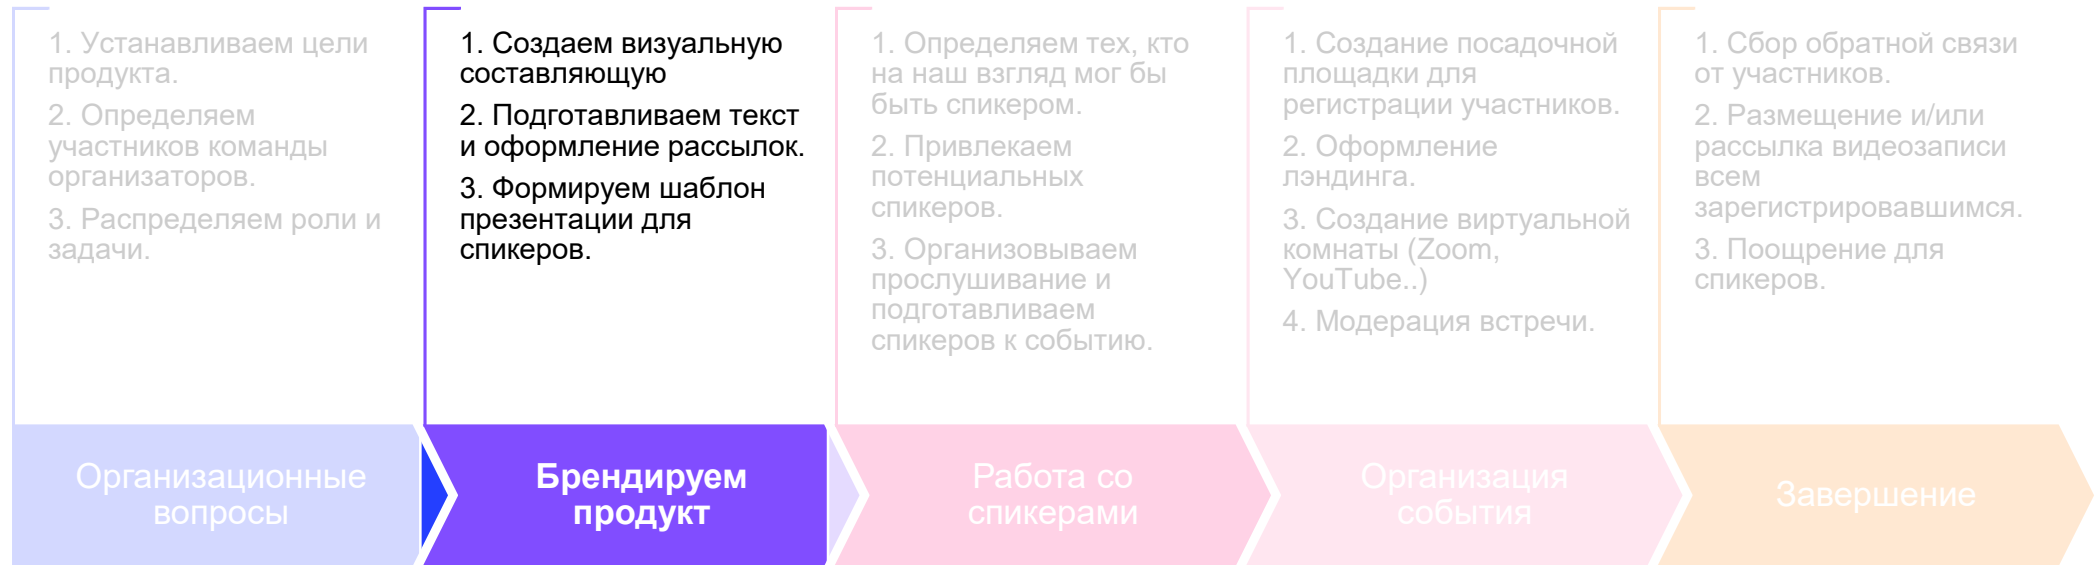 1. Устанавливаем цели
продукта.
2. Определяем
участников команды
организаторов.
3. Распределяем роли и
задачи.
Организационные
вопросы
1. Создаем визуальную
составляющую
2. Подготавливаем текст
и оформление рассылок.
3. Формируем шаблон
презентации для
спикеров.
Брендируем
продукт
1. Определяем тех, кто
на наш взгляд мог бы
быть спикером.
2. Привлекаем
потенциальных
спикеров.
3. Организовываем
прослушивание и
подготавливаем
спикеров к событию.
Работа со
спикерами
1. Создание посадочной
площадки для
регистрации участников.
2. Оформление
лэндинга.
3. Создание виртуальной
комнаты (Zoom,
YouTube..)
4. Модерация встречи.
Организация
события
1. Сбор обратной связи
от участников.
2. Размещение и/или
рассылка видеозаписи
всем
зарегистрировавшимся.
3. Поощрение для
спикеров.
Завершение